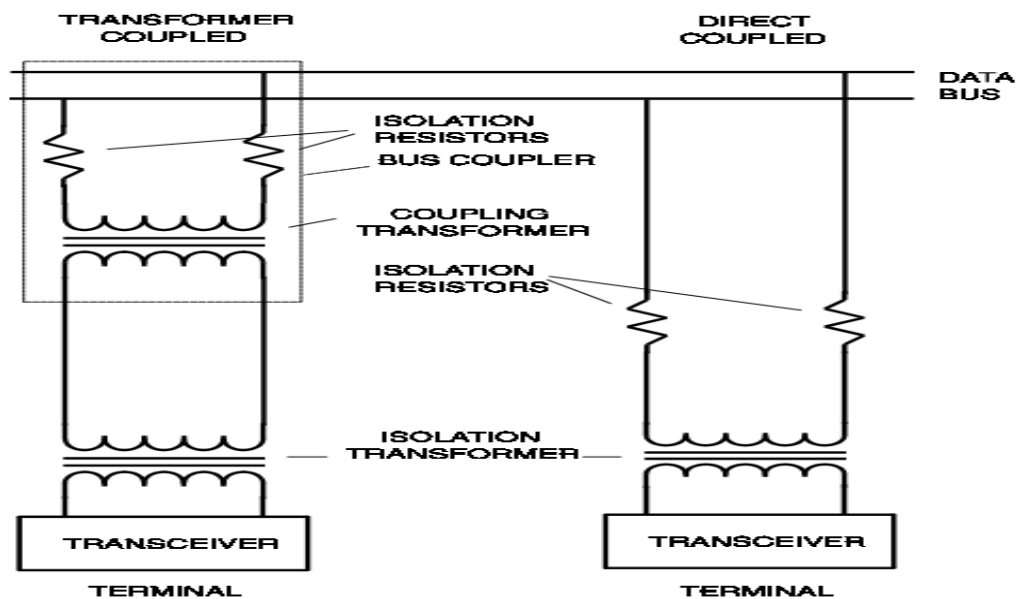 TRANSFORMER
COUPLED
DIRECT
COUPLED
DATA
BUS
ISOLATION
RESISTORS
BUS COUPLER
COUPLING
TRANSFORMER
ISOLATION
RESISTORS
ISOLATION
TRANSFORMER
TRANSCEIVER
TRANSCEIVER
TERMINAL
TERMINAL